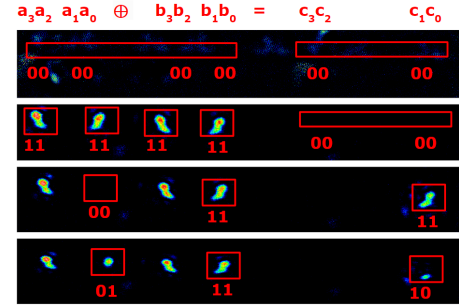 a₃a₂ a₁a₀ ⊕ b₃b₂ b₁b₀ = c₃c₂ c₁c₀
00 00 00 00 00 00
11 11 11 11 00 00
00 11 11
01 11 10